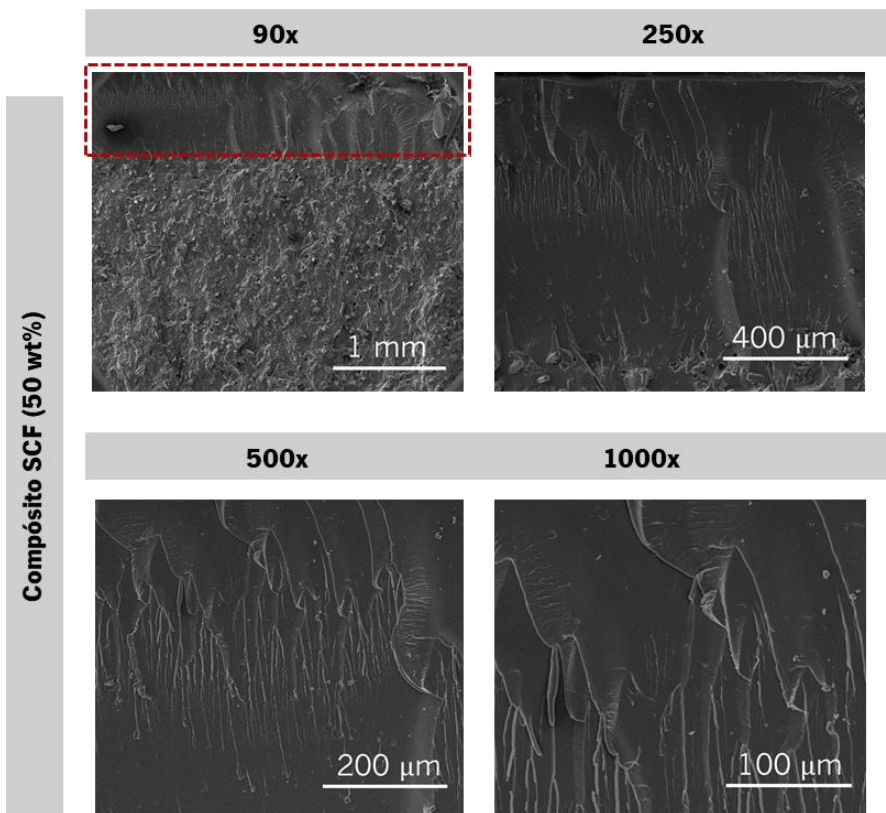 90x
250x
Compósito SCF (50 wt%)
1 mm
400 µm
500x
1000x
200 µm
100 µm